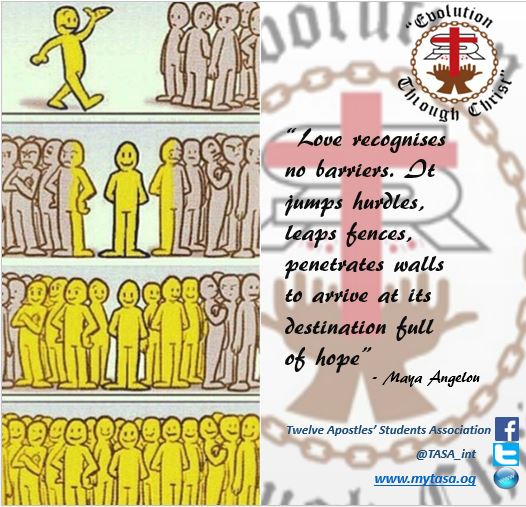 "Evolution
Through Christ"
"Love recognises
no barriers. It
jumps hurdles,
leaps fences,
penetrates walls
to arrive at its
destination full
of hope"
- Maya Angelou
Twelve Apostles' Students Association
@TASA_int
www.mytasa.og